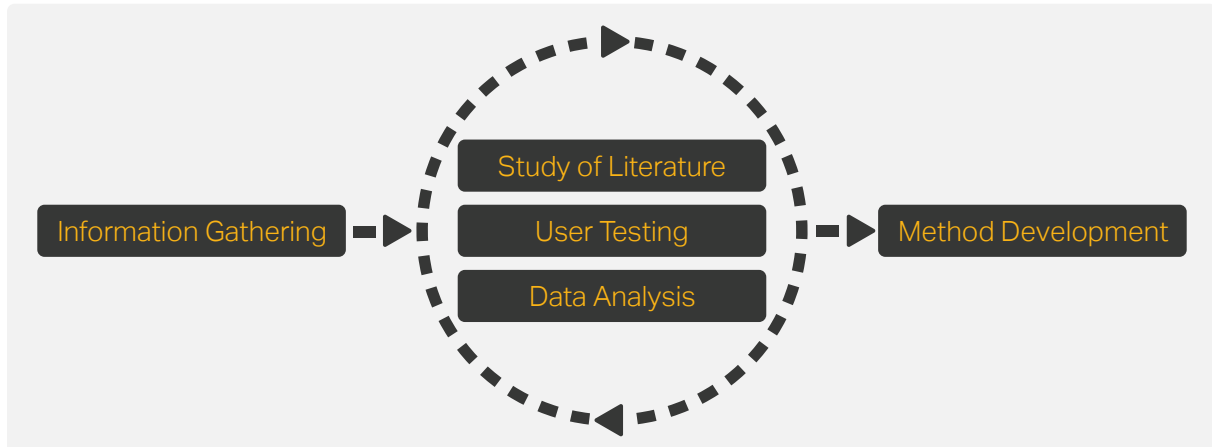 Information Gathering
Study of Literature
User Testing
Data Analysis
Method Development